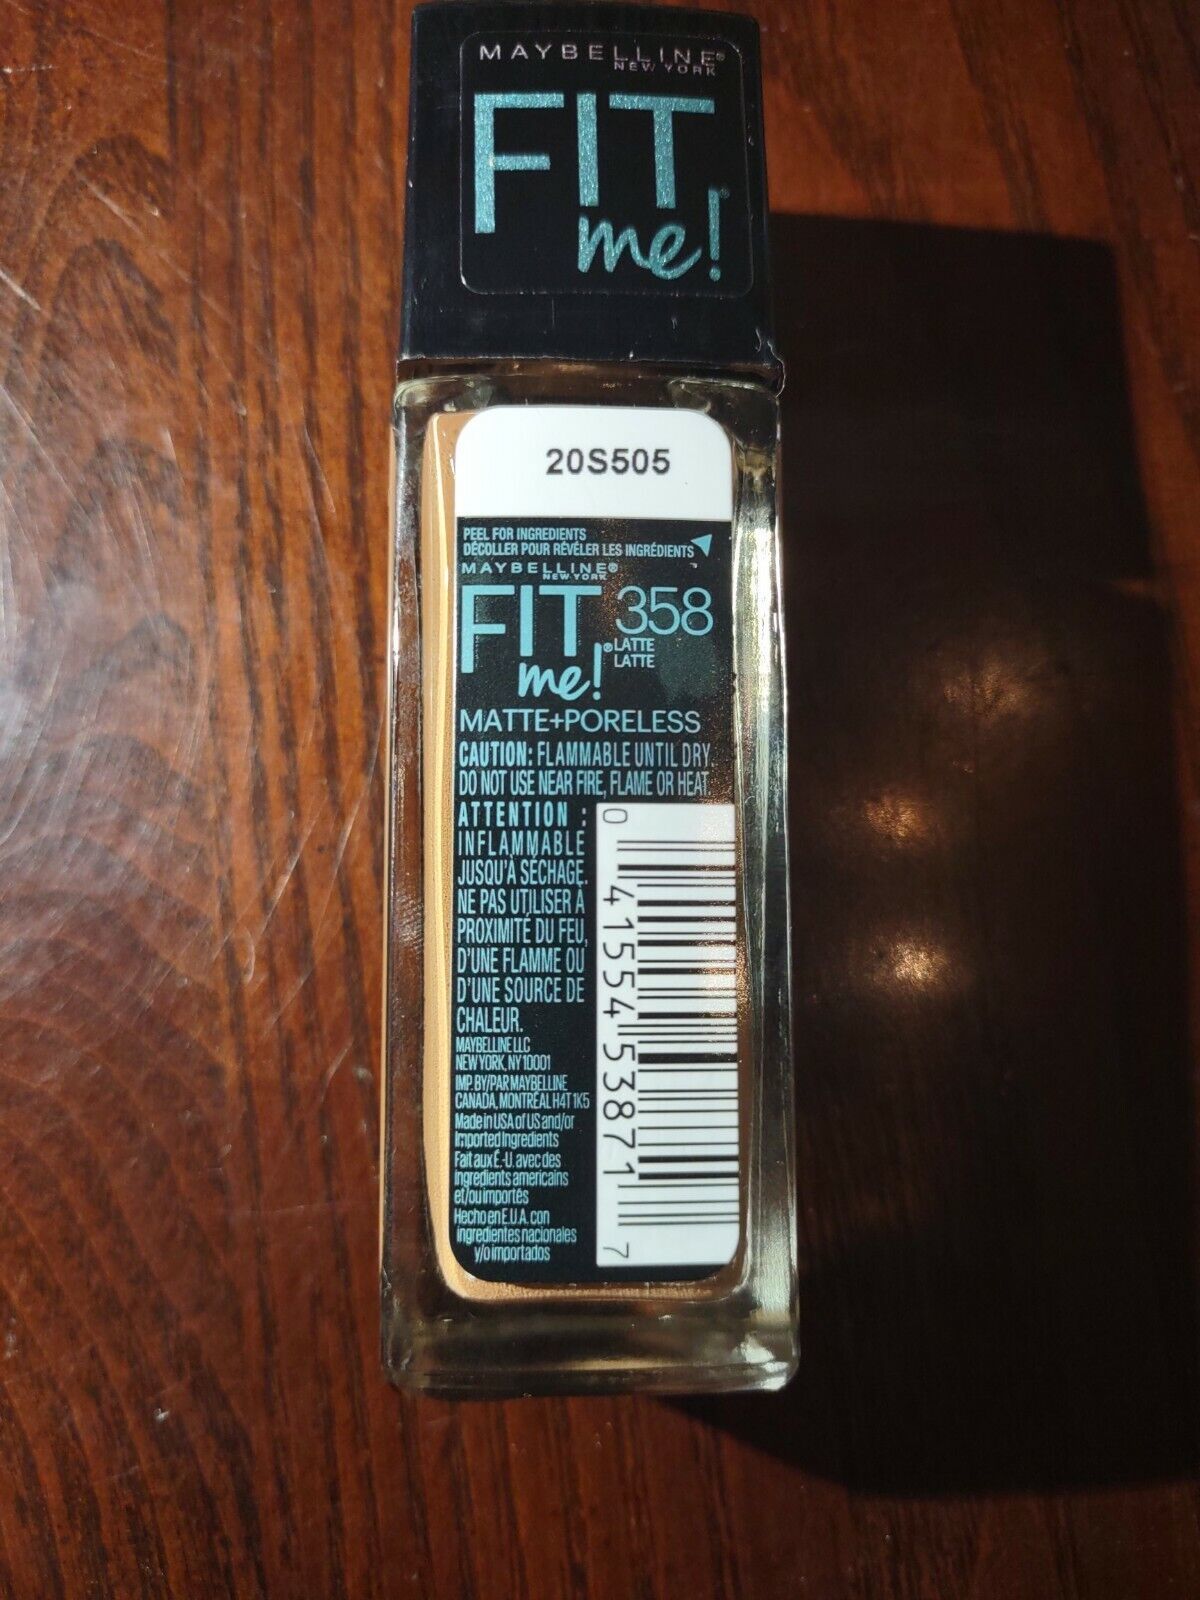 MAYBELLINE®
NEW YORK
FIT
me!®
20S505
PEEL FOR INGREDIENTS
DÉCOLLER POUR RÉVÉLER LES INGRÉDIENTS
MAYBELLINE®
NEW YORK
FIT 358
me!® LATTE
LATTE
MATTE+PORELESS
CAUTION: FLAMMABLE UNTIL DRY.
DO NOT USE NEAR FIRE, FLAME OR HEAT.
ATTENTION :
INFLAMMABLE
JUSQU'À SÉCHAGE.
NE PAS UTILISER À
PROXIMITÉ DU FEU,
D'UNE FLAMME OU
D'UNE SOURCE DE
CHALEUR.
MAYBELLINE LLC
NEW YORK, NY 10001
IMP. BY/PAR MAYBELLINE
CANADA, MONTRÉAL H4T 1K5
Made in USA of US and/or
Imported Ingredients
Fait aux É.-U. avec des
ingrédients américains
et/ou importés
Hecho en E.U.A. con
ingredientes nacionales
y/o importados
0 41554 53871 7